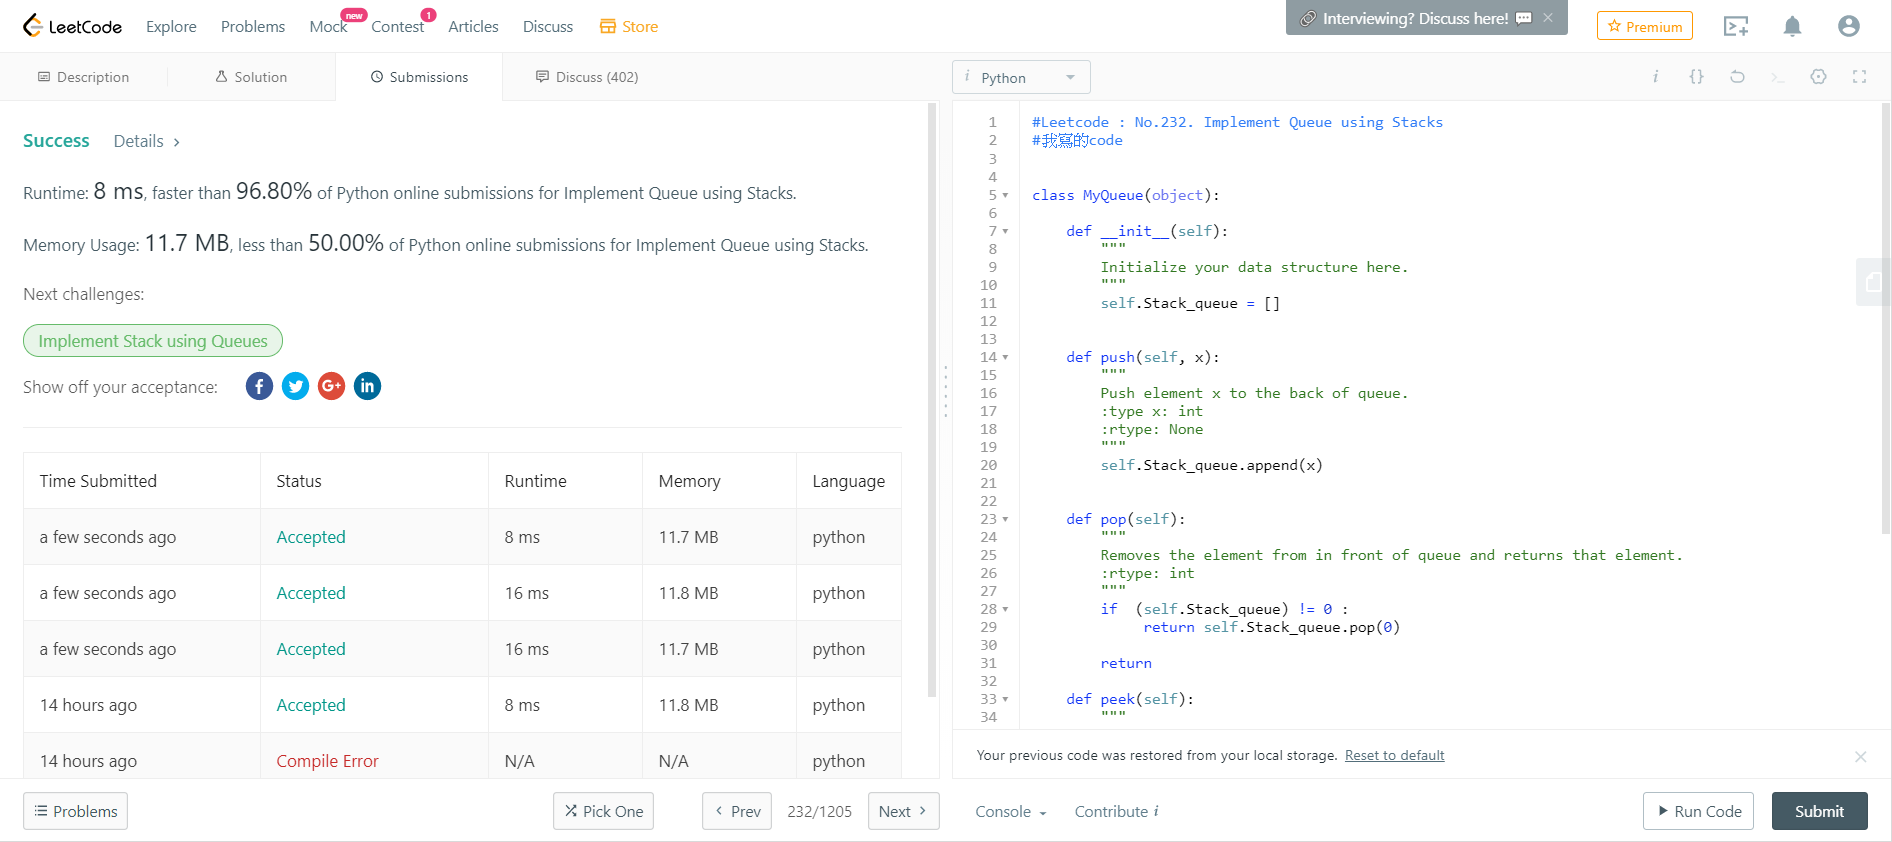 LeetCode Explore Problems Mock new Contest 1 Articles Discuss Store Interviewing? Discuss here! Premium
Description Solution Submissions Discuss (402)
i Python
Success Details >
Runtime: 8 ms, faster than 96.80% of Python online submissions for Implement Queue using Stacks.
Memory Usage: 11.7 MB, less than 50.00% of Python online submissions for Implement Queue using Stacks.
Next challenges:
Implement Stack using Queues
Show off your acceptance:
Time Submitted Status Runtime Memory Language
a few seconds ago Accepted 8 ms 11.7 MB python
a few seconds ago Accepted 16 ms 11.8 MB python
a few seconds ago Accepted 16 ms 11.7 MB python
14 hours ago Accepted 8 ms 11.8 MB python
14 hours ago Compile Error N/A N/A python
1 #Leetcode : No.232. Implement Queue using Stacks
2 #我寫的code
3
4
5 class MyQueue(object):
6
7     def __init__(self):
8         """
9         Initialize your data structure here.
10         """
11         self.Stack_queue = []
12
13
14     def push(self, x):
15         """
16         Push element x to the back of queue.
17         :type x: int
18         :rtype: None
19         """
20         self.Stack_queue.append(x)
21
22
23     def pop(self):
24         """
25         Removes the element from in front of queue and returns that element.
26         :rtype: int
27         """
28         if  (self.Stack_queue) != 0 :
29              return self.Stack_queue.pop(0)
30
31         return
32
33     def peek(self):
34         """
Your previous code was restored from your local storage. Reset to default
Problems Pick One < Prev 232/1205 Next > Console Contribute i Run Code Submit